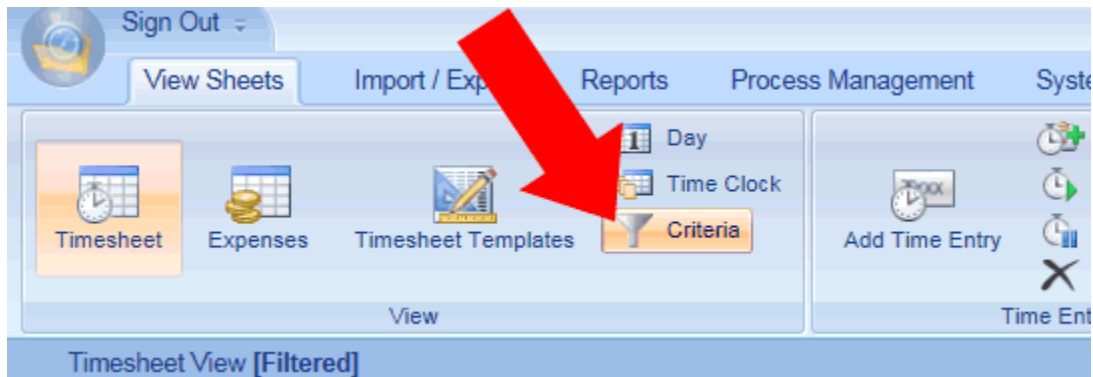 Sign Out
View Sheets Import / Exp Reports Process Management Syste
1 Day
Time Clock
Criteria
Timesheet Expenses Timesheet Templates Add Time Entry
View Time Ent
Timesheet View [Filtered]